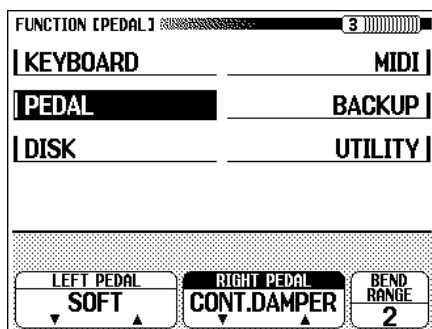 FUNCTION [PEDAL] 3
KEYBOARD MIDI
PEDAL BACKUP
DISK UTILITY
LEFT PEDAL RIGHT PEDAL BEND
RANGE
SOFT CONT.DAMPER 2